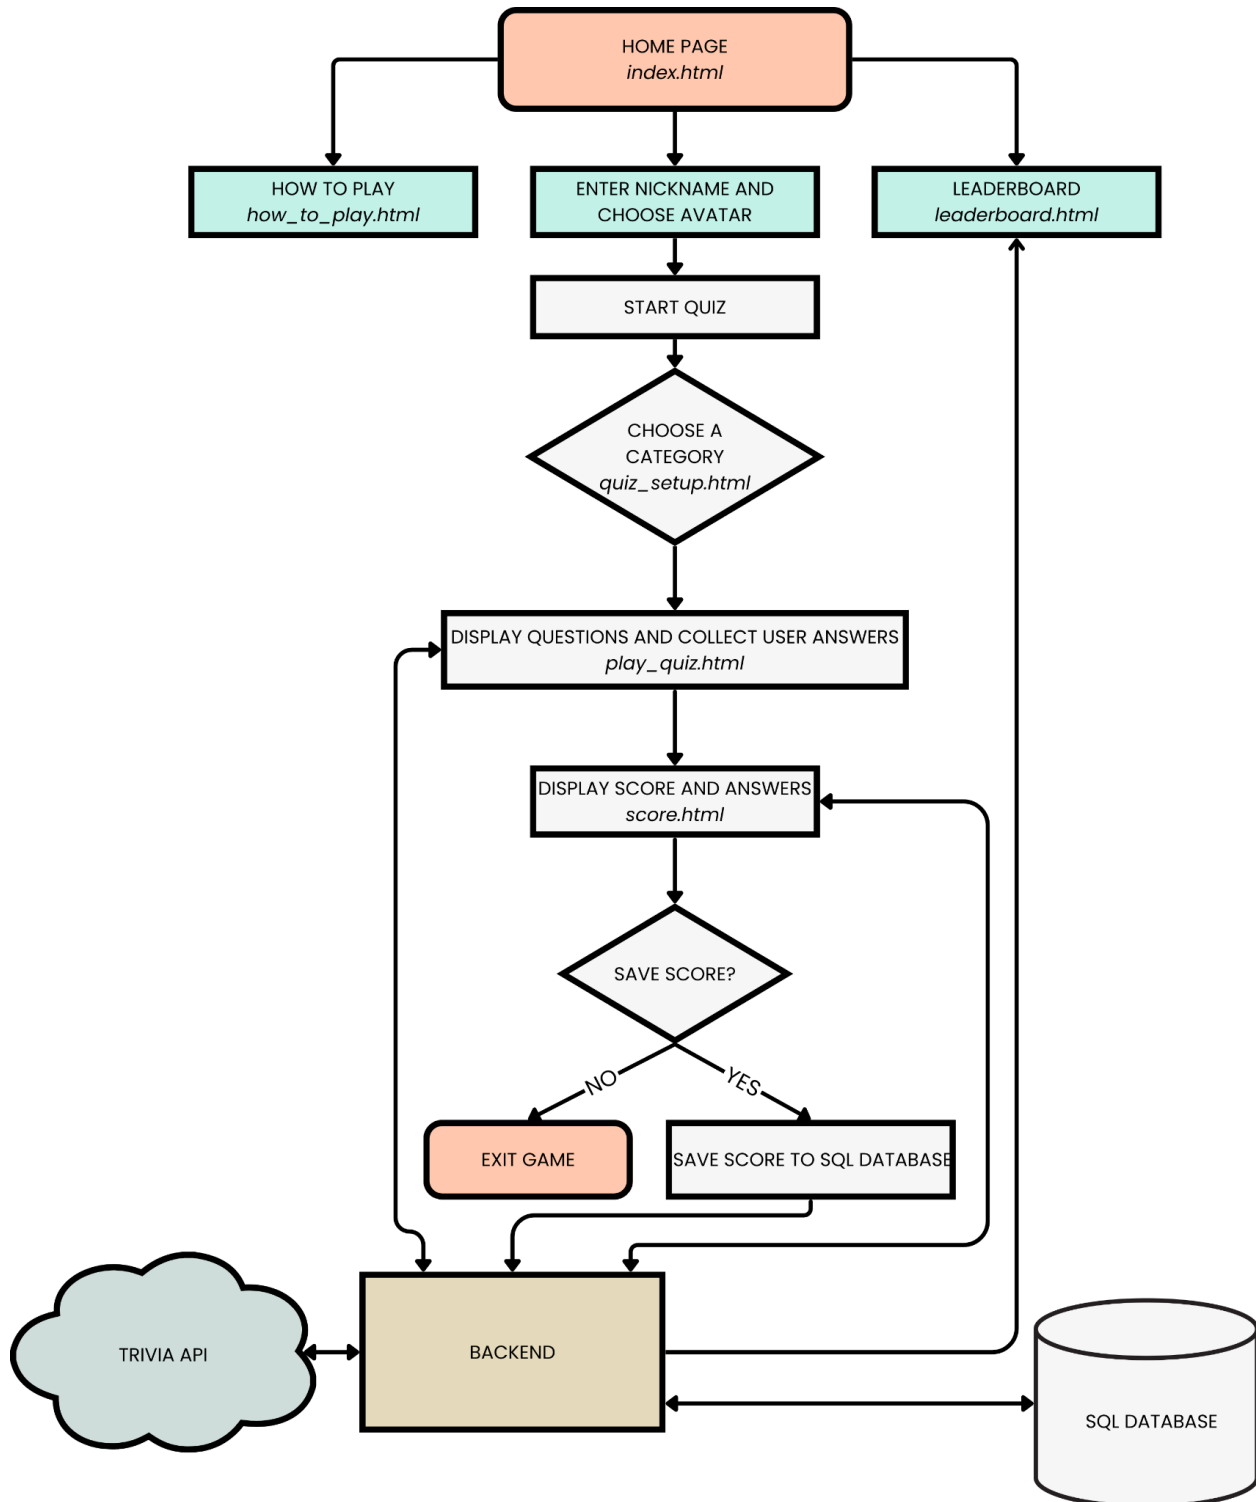 HOME PAGE
index.html
HOW TO PLAY
how_to_play.html
ENTER NICKNAME AND
CHOOSE AVATAR
LEADERBOARD
leaderboard.html
START QUIZ
CHOOSE A
CATEGORY
quiz_setup.html
DISPLAY QUESTIONS AND COLLECT USER ANSWERS
play_quiz.html
DISPLAY SCORE AND ANSWERS
score.html
SAVE SCORE?
NO
YES
EXIT GAME
SAVE SCORE TO SQL DATABASE
TRIVIA API
BACKEND
SQL DATABASE